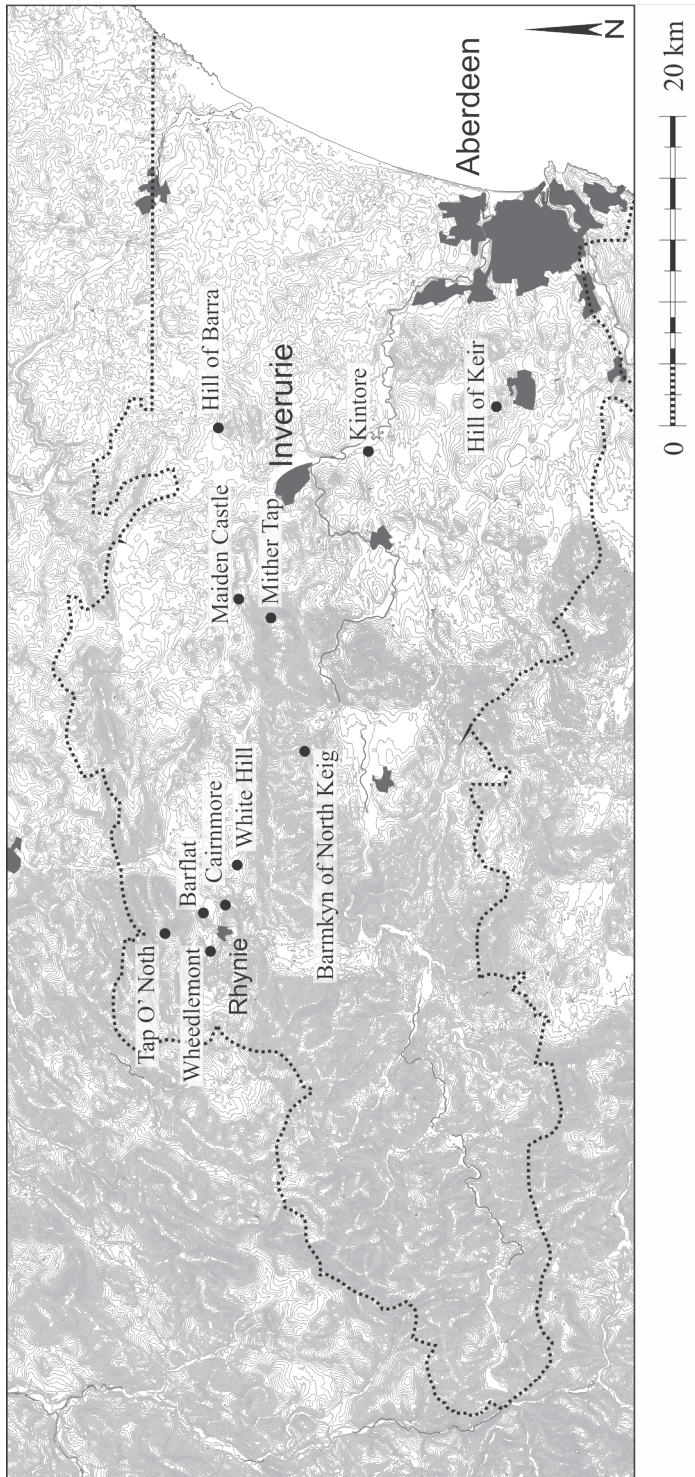 Tap O’ Noth
Wheedlemont
Barflat
Cairnmore
Rhynie
White Hill
Barmkyn of North Keig
Maiden Castle
Mither Tap
Hill of Barra
Inverurie
Kintore
Hill of Keir
Aberdeen
N
0
20 km